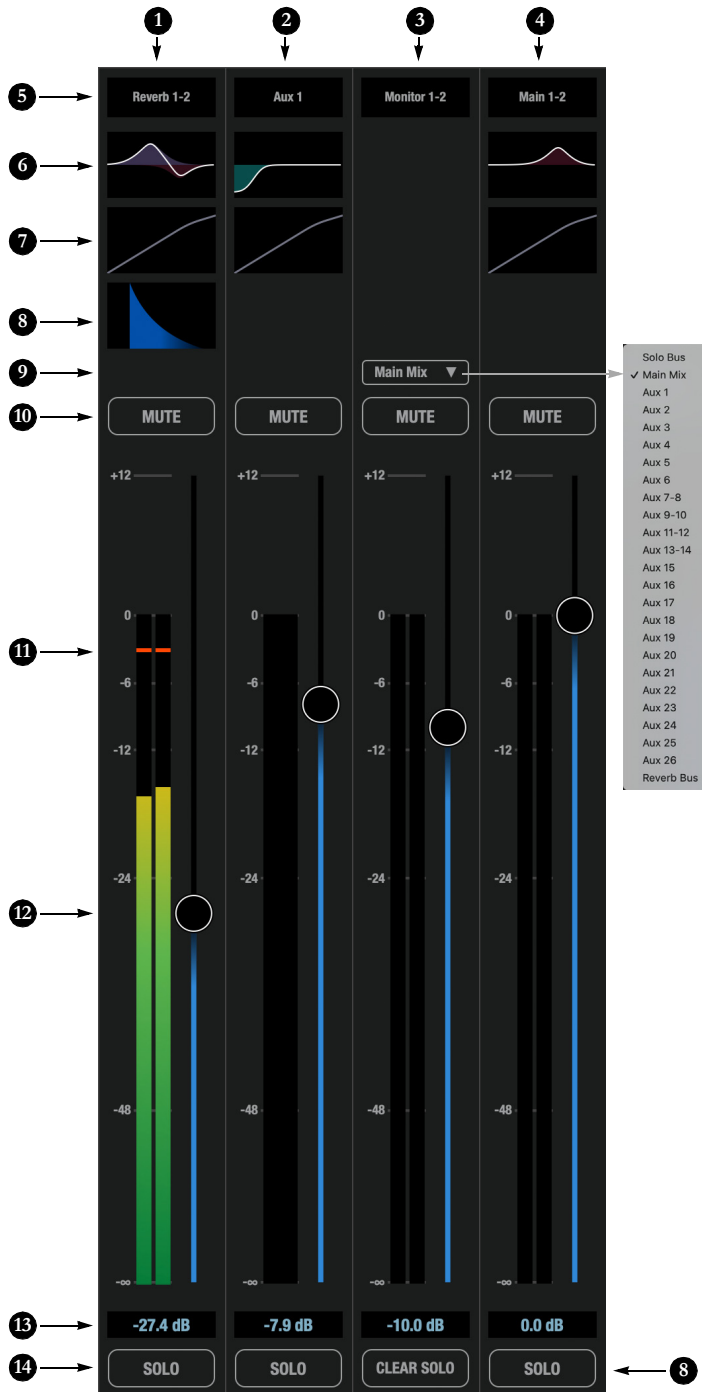 1 2 3 4
5 Reverb 1-2 Aux 1 Monitor 1-2 Main 1-2
6
7
8
9 Main Mix ▼
10 MUTE MUTE MUTE MUTE
+12 +12 +12 +12
0 0 0 0
11
-6 -6 -6 -6
-12 -12 -12 -12
-24 -24 -24 -24
12
-48 -48 -48 -48
-∞ -∞ -∞ -∞
13 -27.4 dB -7.9 dB -10.0 dB 0.0 dB
14 SOLO SOLO CLEAR SOLO SOLO 8
Solo Bus
✓ Main Mix
Aux 1
Aux 2
Aux 3
Aux 4
Aux 5
Aux 6
Aux 7-8
Aux 9-10
Aux 11-12
Aux 13-14
Aux 15
Aux 16
Aux 17
Aux 18
Aux 19
Aux 20
Aux 21
Aux 22
Aux 23
Aux 24
Aux 25
Aux 26
Reverb Bus